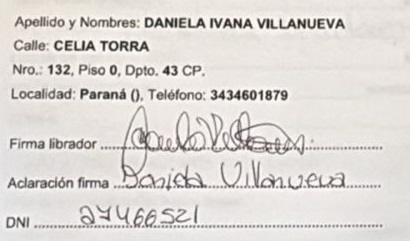 Apellido y Nombres: DANIELA IVANA VILLANUEVA
Calle: CELIA TORRA
Nro.: 132, Piso 0, Dpto. 43 CP.
Localidad: Paraná (), Teléfono: 3434601879
Firma librador
Aclaración firma Daniela Villanueva
DNI 27466521